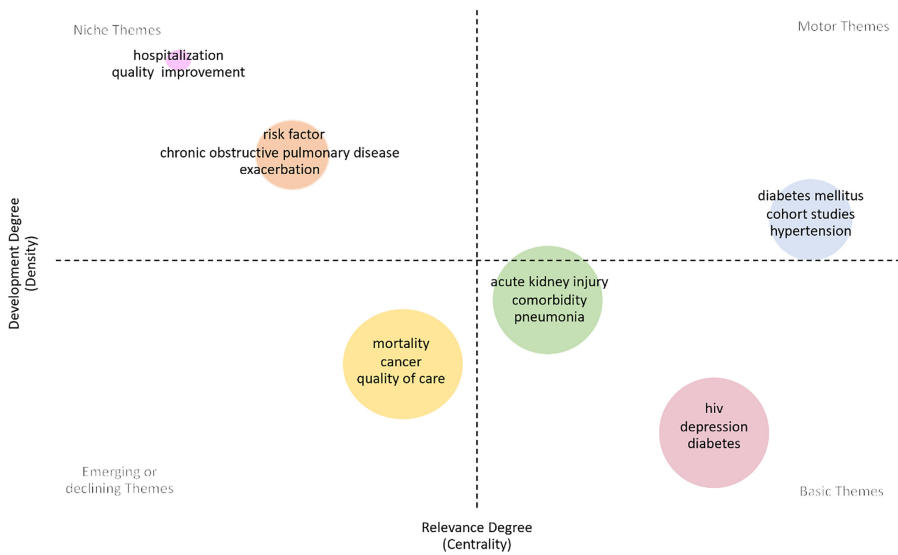 Niche Themes
Motor Themes
hospitalization
quality improvement
risk factor
chronic obstructive pulmonary disease
exacerbation
diabetes mellitus
cohort studies
hypertension
Development Degree
(Density)
acute kidney injury
comorbidity
pneumonia
mortality
cancer
quality of care
hiv
depression
diabetes
Emerging or
declining Themes
Basic Themes
Relevance Degree
(Centrality)